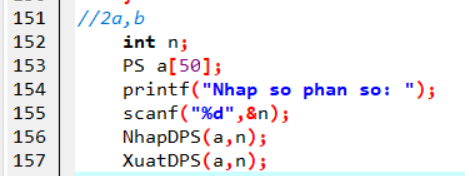 151 //2a,b
152 int n;
153 PS a[50];
154 printf("Nhap so phan so: ");
155 scanf("%d",&n);
156 NhapDPS(a,n);
157 XuatDPS(a,n);